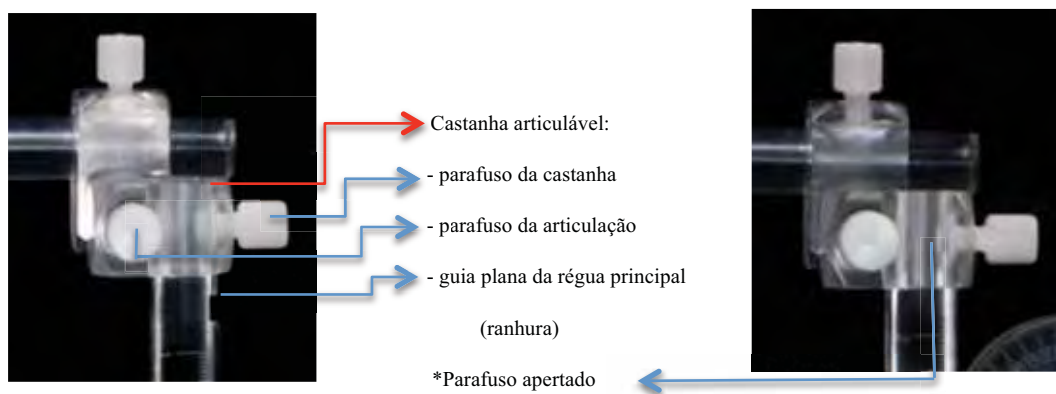 Castanha articulável:
- parafuso da castanha
- parafuso da articulação
- guia plana da régua principal
(ranhura)
*Parafuso apertado